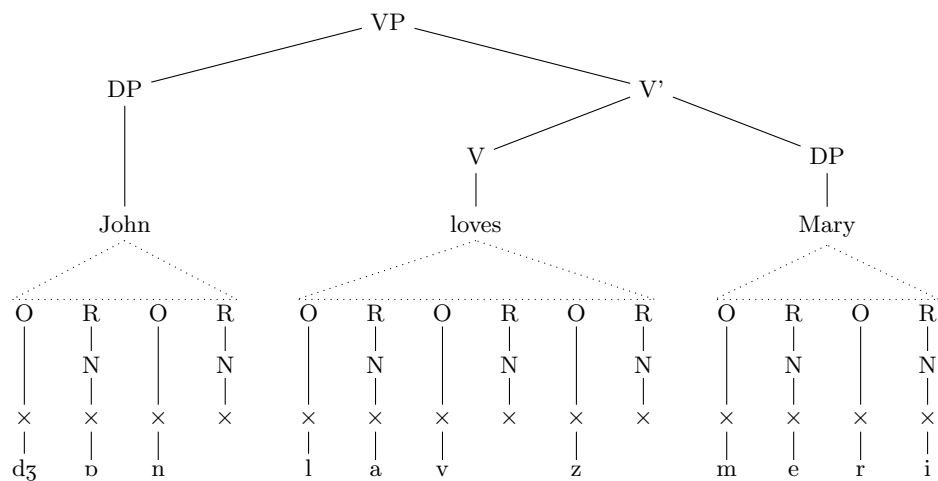 VP
DP V'
V DP
John loves Mary
O R O R O R O R O R O R O R
N N N N N N N
× × × × × × × × × × × × × ×
dʒ ɒ n l a v z m e r i